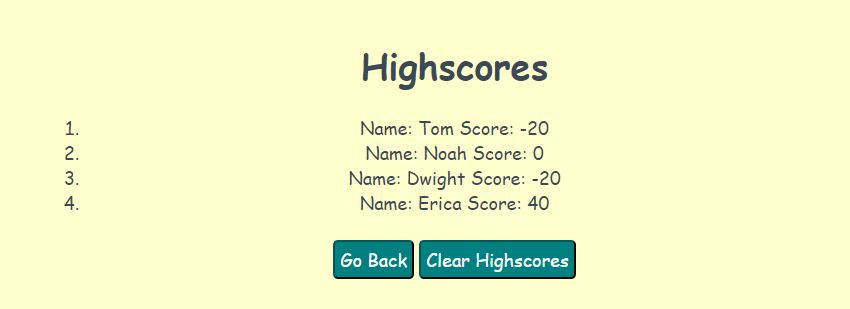 Highscores
1. Name: Tom Score: -20
2. Name: Noah Score: 0
3. Name: Dwight Score: -20
4. Name: Erica Score: 40
Go Back Clear Highscores